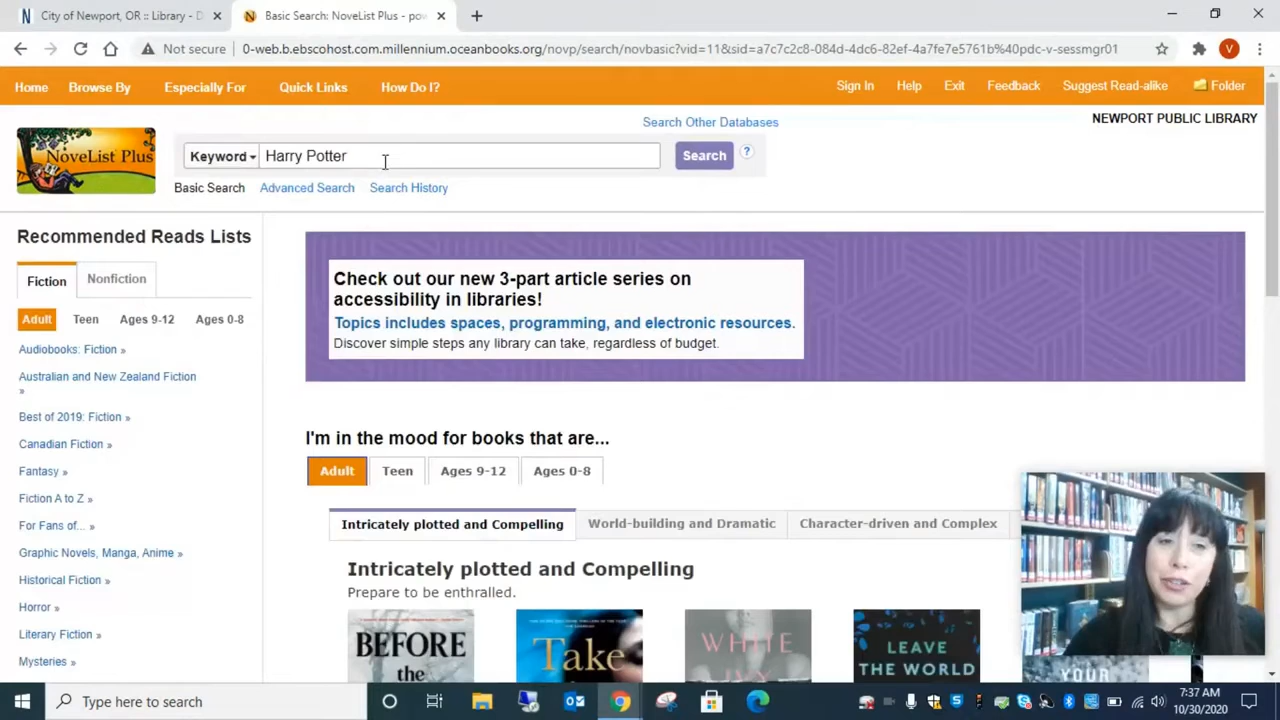 City of Newport, OR :: Library - D
Basic Search: NoveList Plus - pow
Not secure
0-web.b.ebscohost.com.millennium.oceanbooks.org/novp/search/novbasic?vid=11&sid=a7c7c2c8-084d-4dc6-82ef-4a7fe7e5761b%40pdc-v-sessmgr01
V
Home Browse By Especially For Quick Links How Do I? Sign In Help Exit Feedback Suggest Read-alike Folder
Search Other Databases
NEWPORT PUBLIC LIBRARY
NoveList Plus
Keyword Harry Potter Search ?
Basic Search Advanced Search Search History
Recommended Reads Lists
Fiction Nonfiction
Adult Teen Ages 9-12 Ages 0-8
Audiobooks: Fiction »
Australian and New Zealand Fiction
»
Best of 2019: Fiction »
Canadian Fiction »
Fantasy »
Fiction A to Z »
For Fans of... »
Graphic Novels, Manga, Anime »
Historical Fiction »
Horror »
Literary Fiction »
Mysteries »
Check out our new 3-part article series on
accessibility in libraries!
Topics includes spaces, programming, and electronic resources.
Discover simple steps any library can take, regardless of budget.
I'm in the mood for books that are...
Adult Teen Ages 9-12 Ages 0-8
Intricately plotted and Compelling World-building and Dramatic Character-driven and Complex
Intricately plotted and Compelling
Prepare to be enthralled.
BEFORE
the
Take
WHITE
LEAVE
THE WORLD
YOUR
Type here to search
7:37 AM
10/30/2020